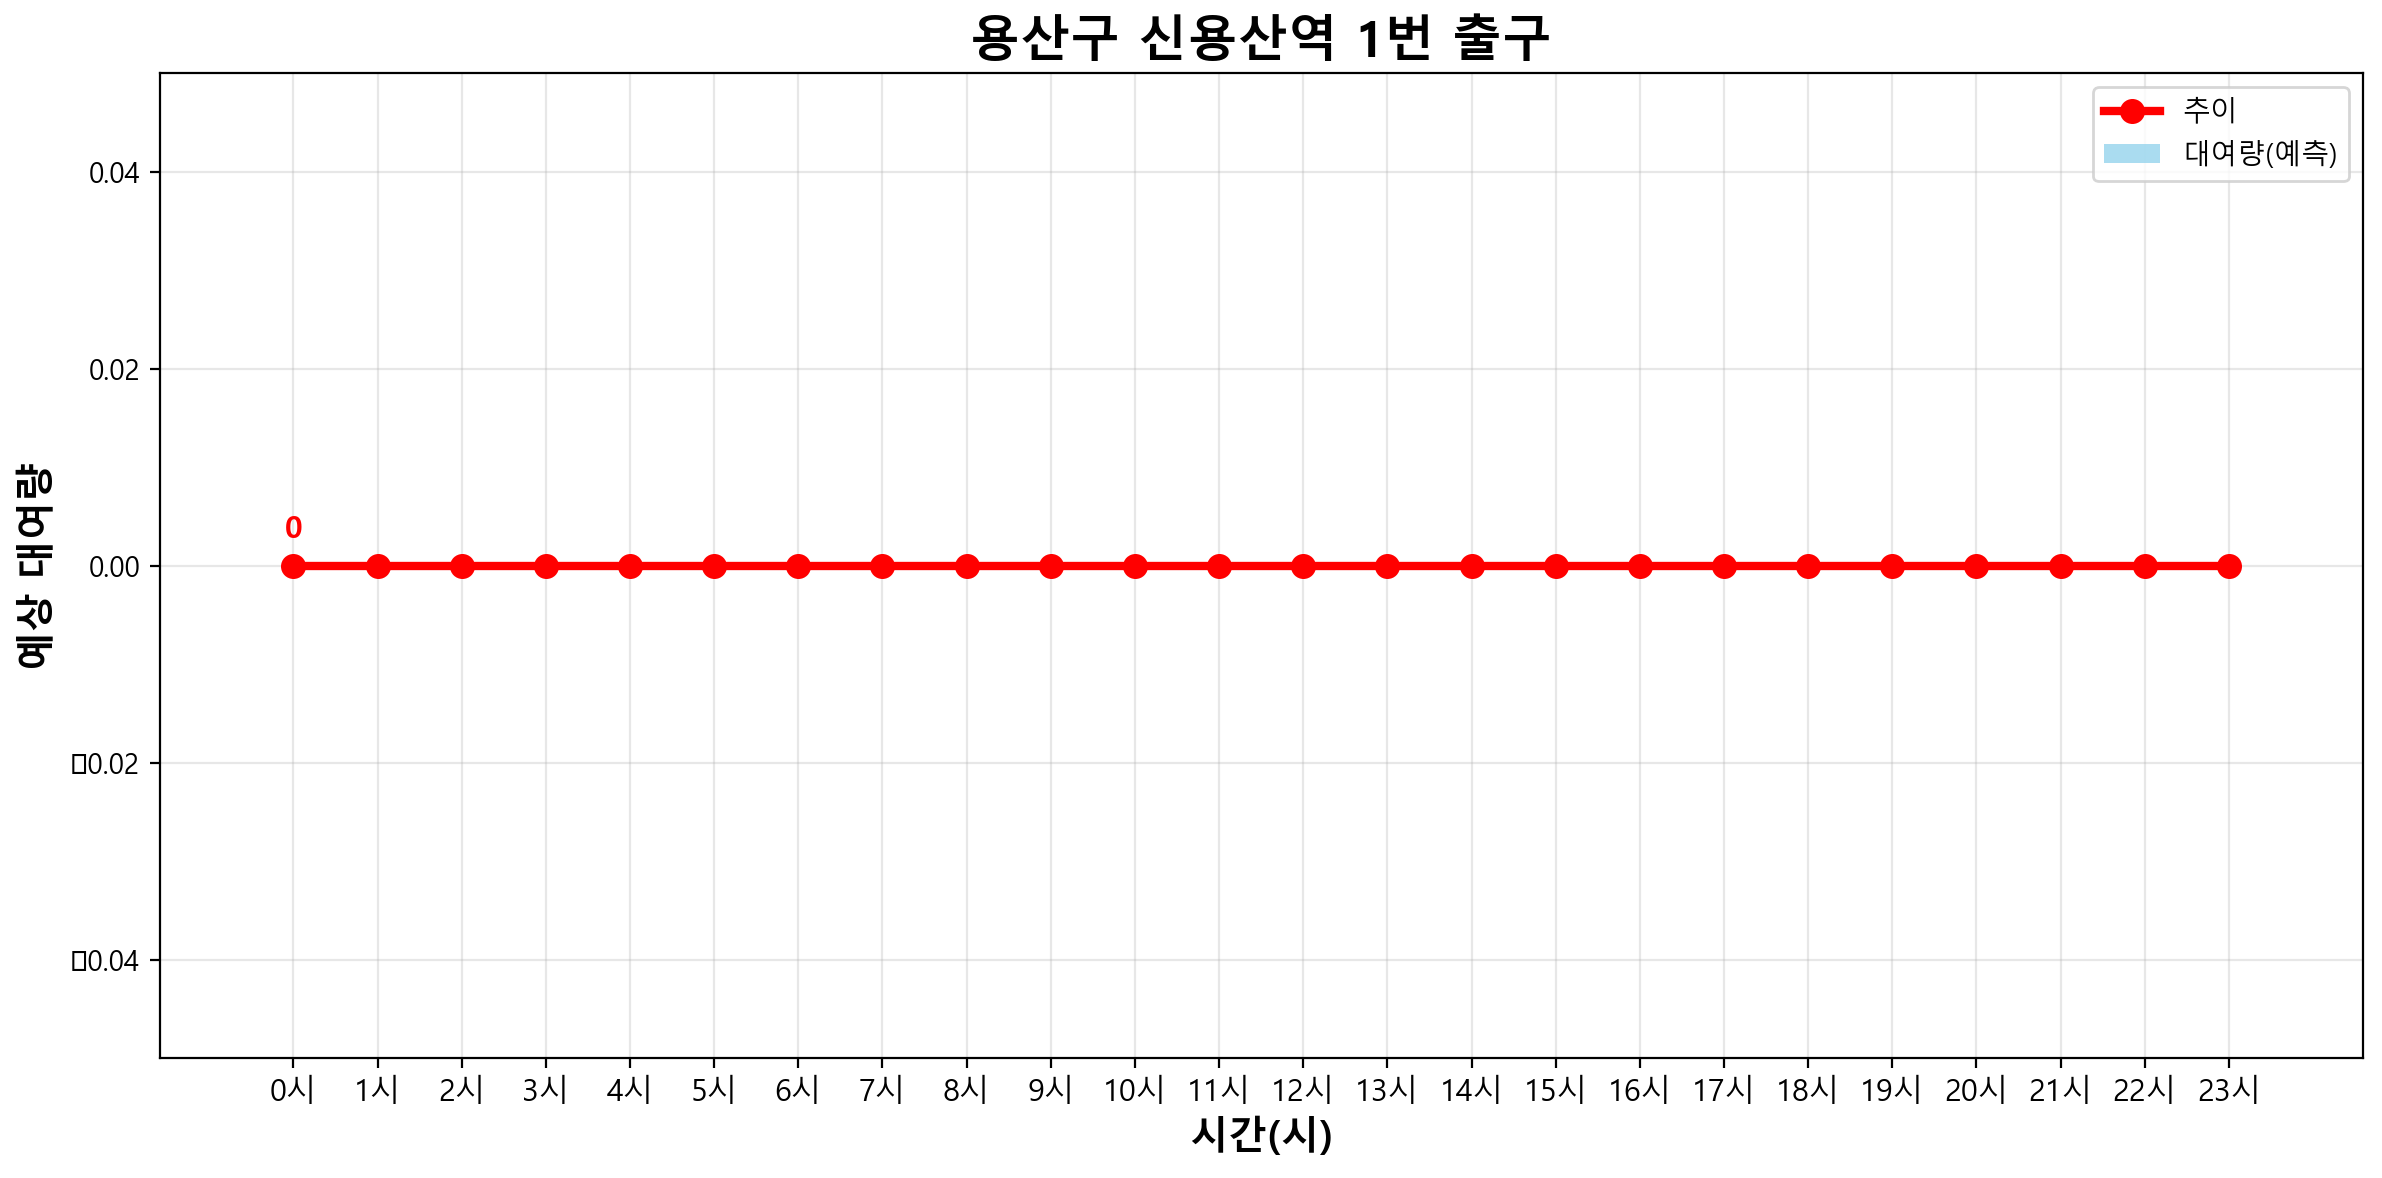 용산구 신용산역 1번 출구
추이
대여량(예측)
예상 대여량
0.04
0.02
0.00
□0.02
□0.04
0
0시 1시 2시 3시 4시 5시 6시 7시 8시 9시 10시 11시 12시 13시 14시 15시 16시 17시 18시 19시 20시 21시 22시 23시
시간(시)